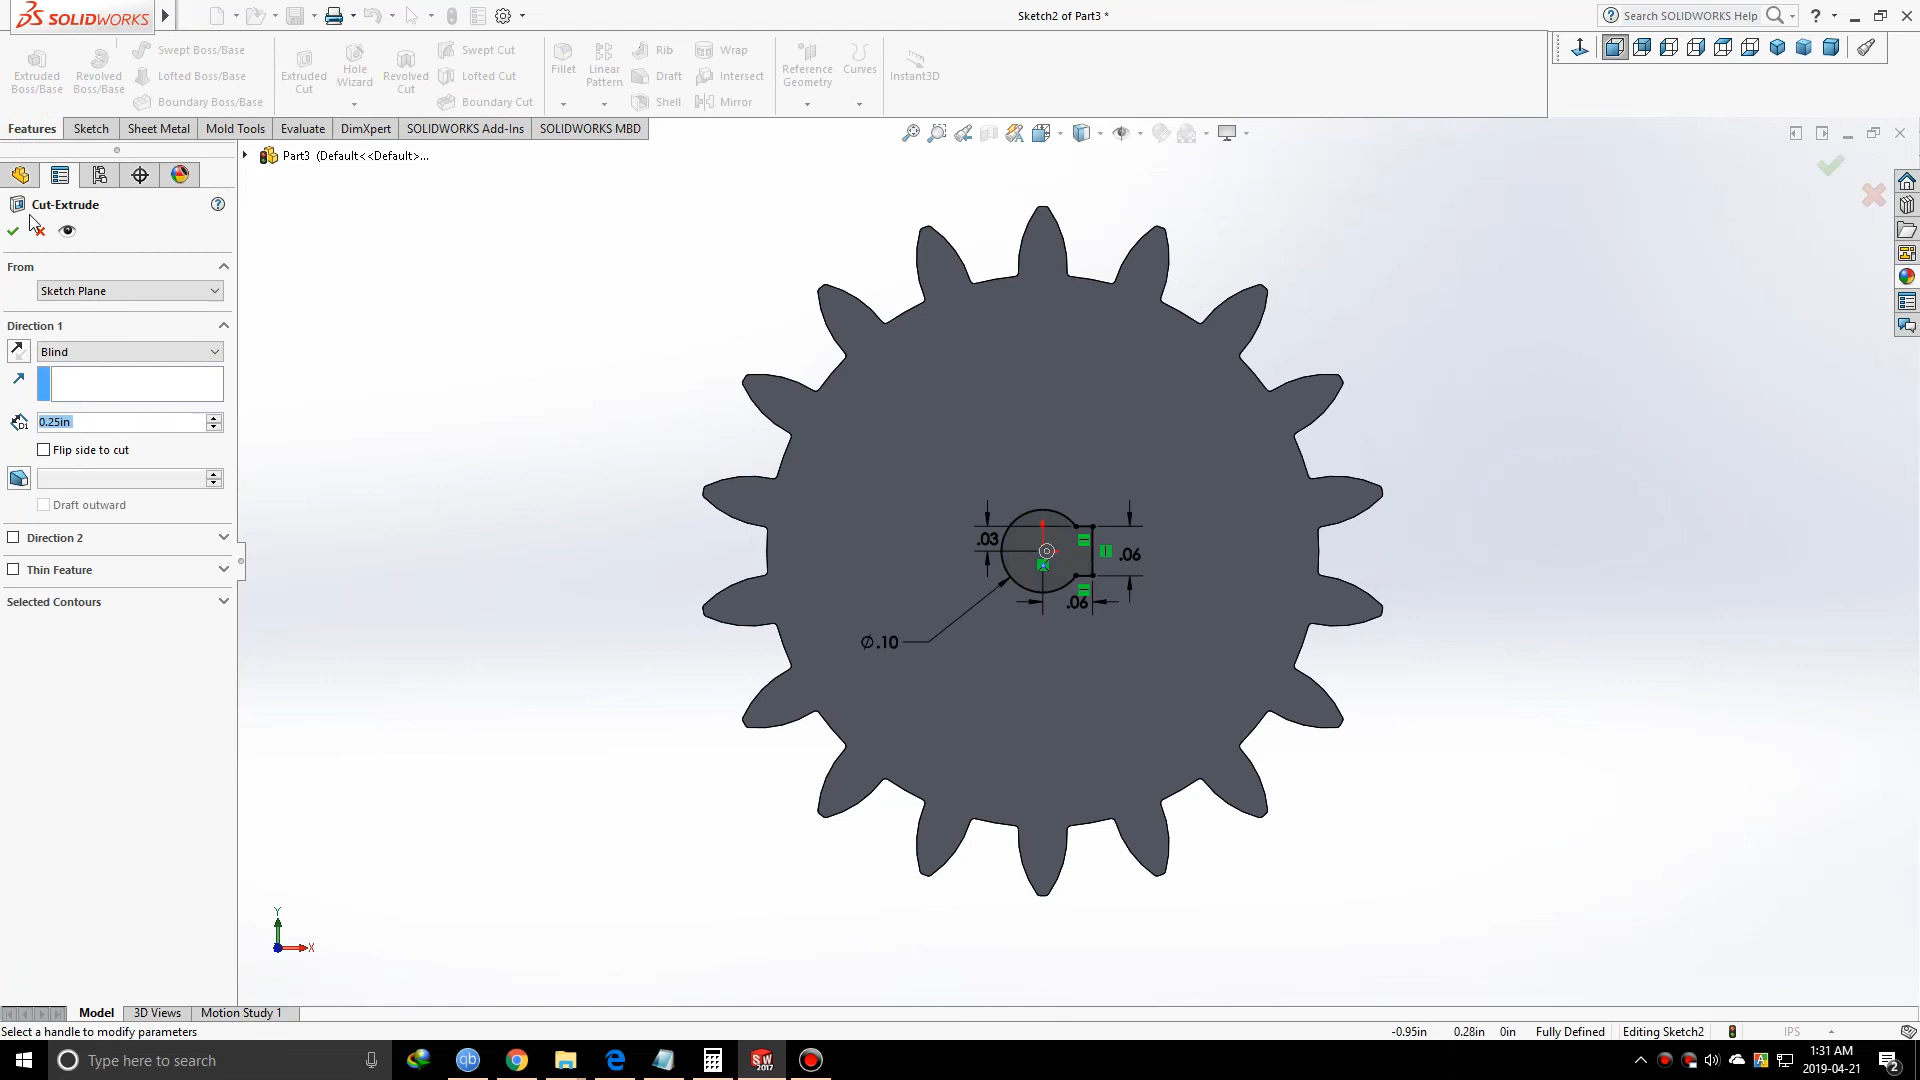 SOLIDWORKS
Sketch2 of Part3 *
Search SOLIDWORKS Help
Extruded Boss/Base
Revolved Boss/Base
Swept Boss/Base
Lofted Boss/Base
Boundary Boss/Base
Extruded Cut
Hole Wizard
Revolved Cut
Swept Cut
Lofted Cut
Boundary Cut
Fillet
Linear Pattern
Rib
Draft
Shell
Wrap
Intersect
Mirror
Reference Geometry
Curves
Instant3D
Features
Sketch
Sheet Metal
Mold Tools
Evaluate
DimXpert
SOLIDWORKS Add-Ins
SOLIDWORKS MBD
Part3 (Default<<Default>...
Cut-Extrude
From
Sketch Plane
Direction 1
Blind
D1
0.25in
Flip side to cut
Draft outward
Direction 2
Thin Feature
Selected Contours
.03
.06
.06
Ø.10
Y
X
Model
3D Views
Motion Study 1
Select a handle to modify parameters
-0.95in
0.28in
0in
Fully Defined
Editing Sketch2
IPS
Type here to search
qb
SW 2017
1:31 AM
2019-04-21
2